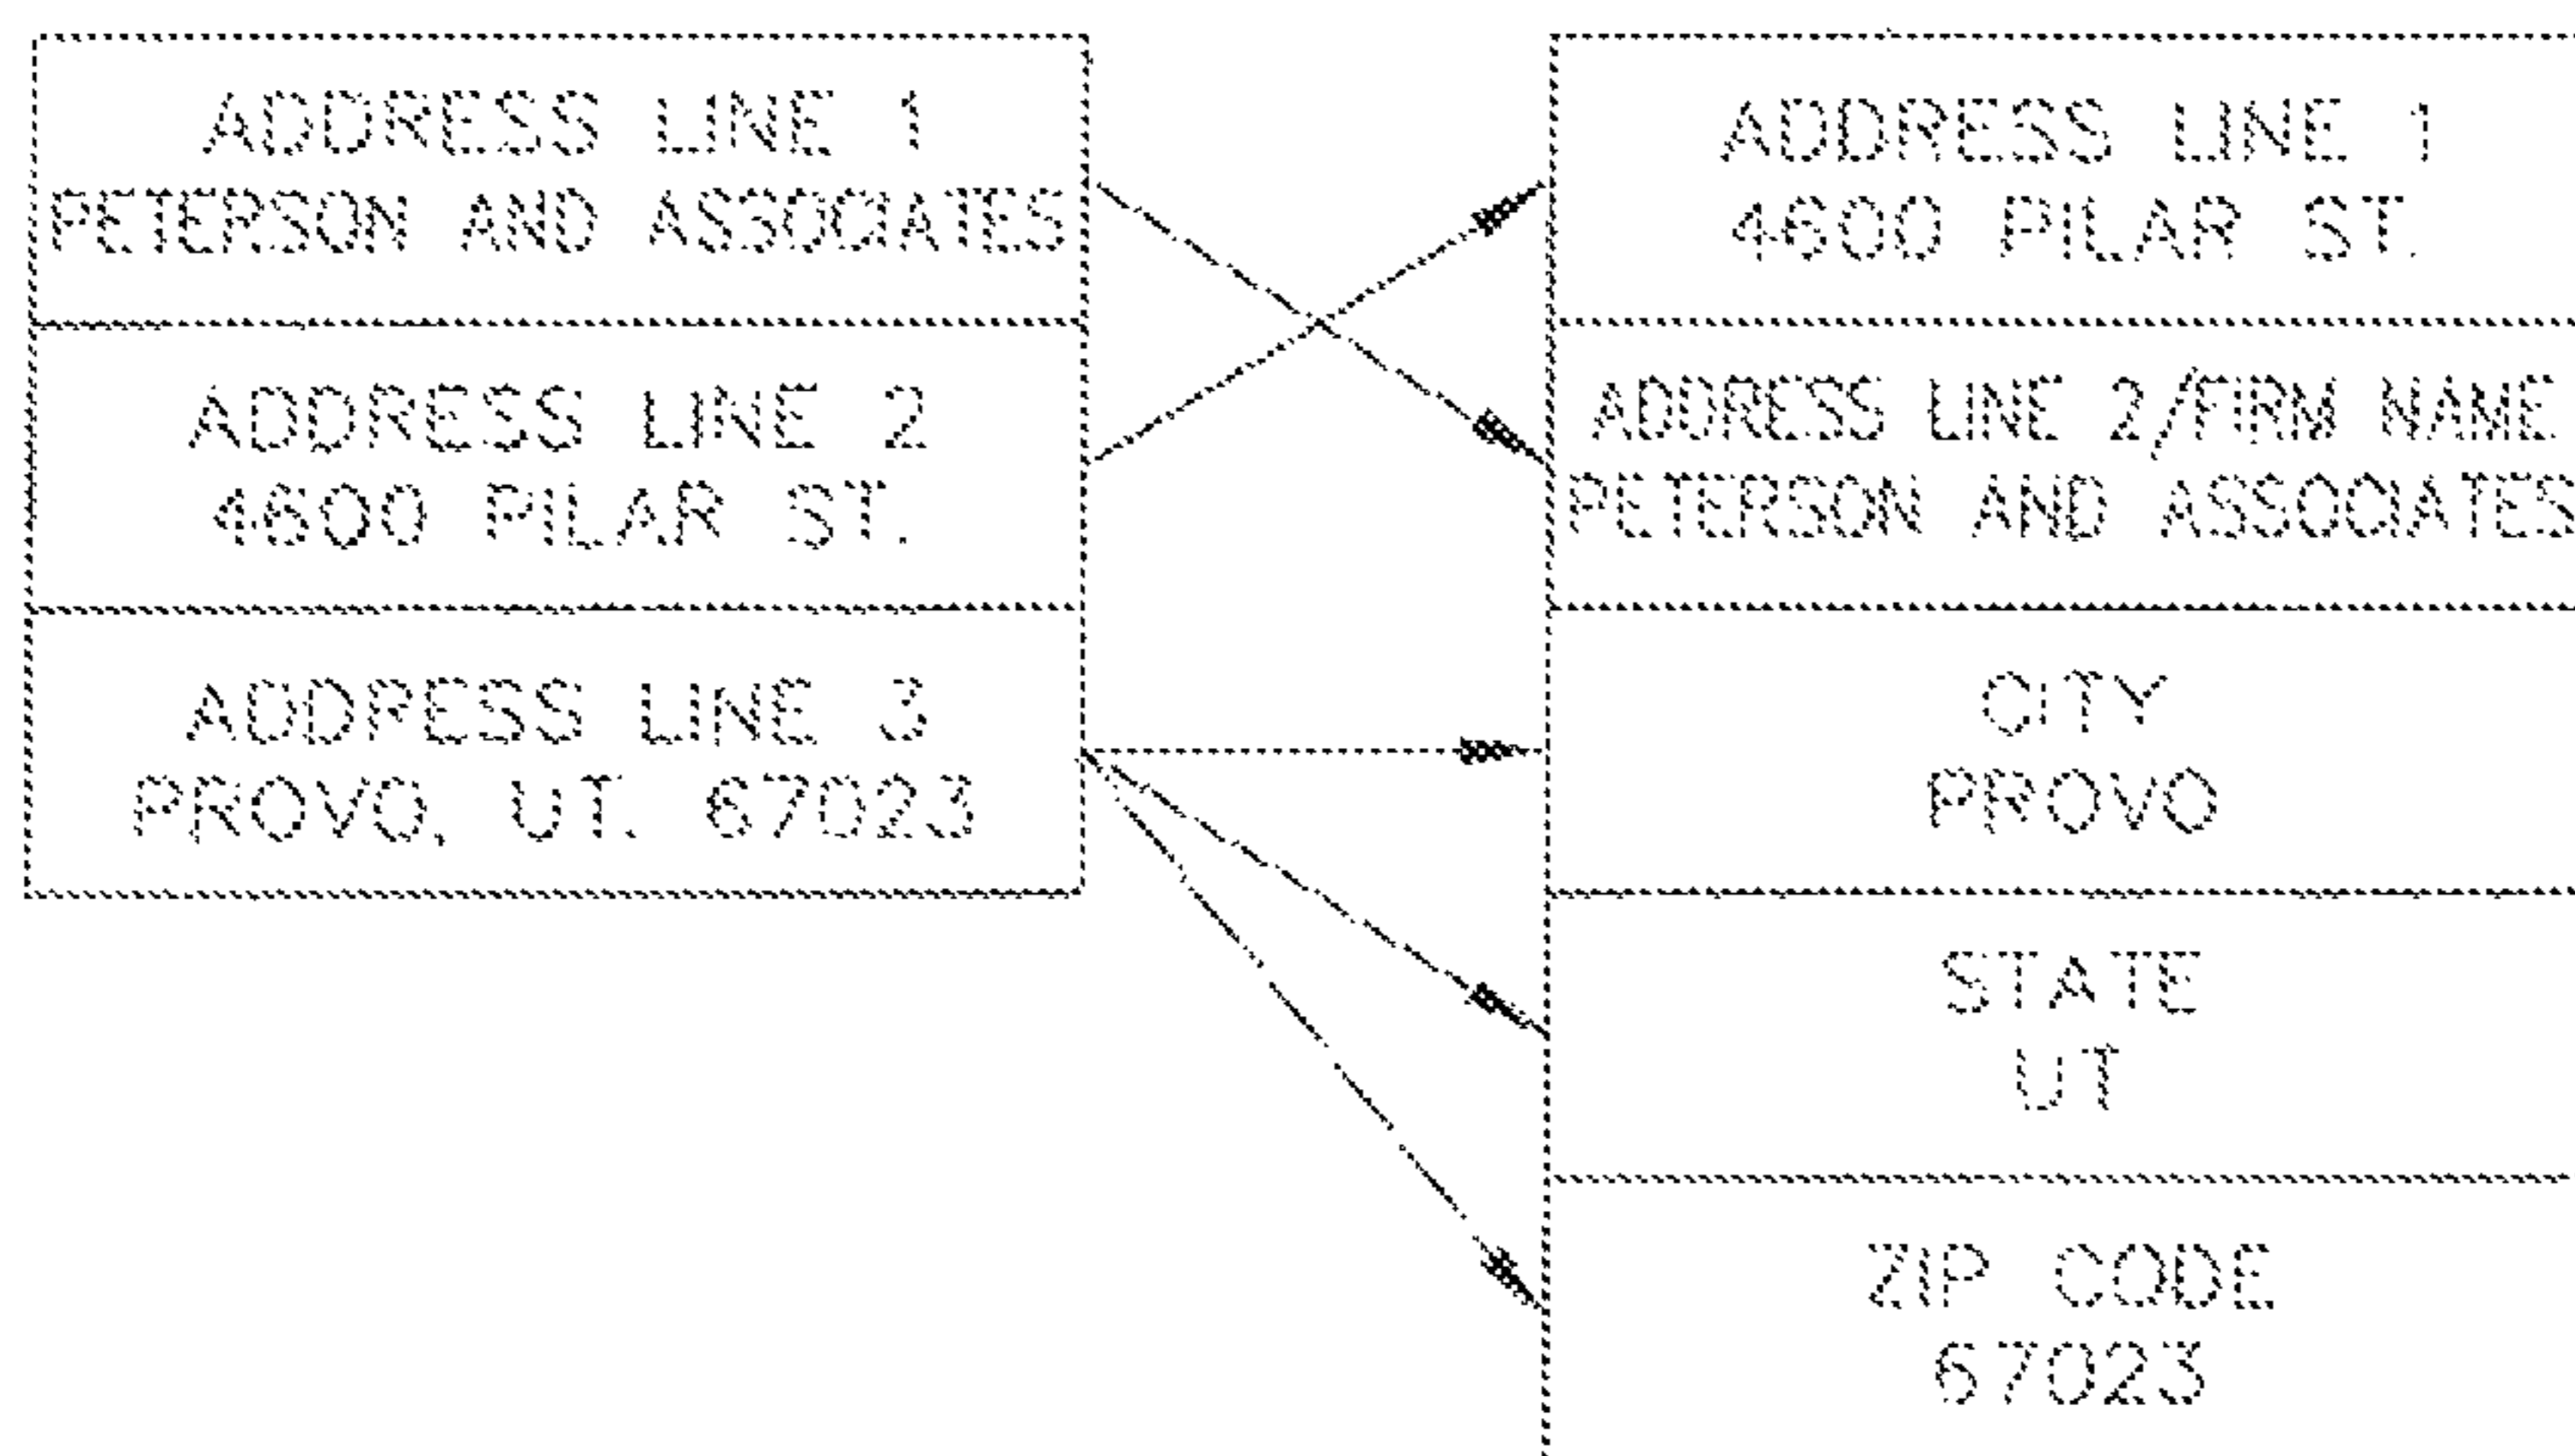 ADDRESS LINE 1
PETERSON AND ASSOCIATES
ADDRESS LINE 2
4600 PILAR ST.
ADDRESS LINE 3
PROVO, UT. 67023
ADDRESS LINE 1
4600 PILAR ST.
ADDRESS LINE 2/FIRM NAME
PETERSON AND ASSOCIATES
CITY
PROVO
STATE
UT
ZIP CODE
67023